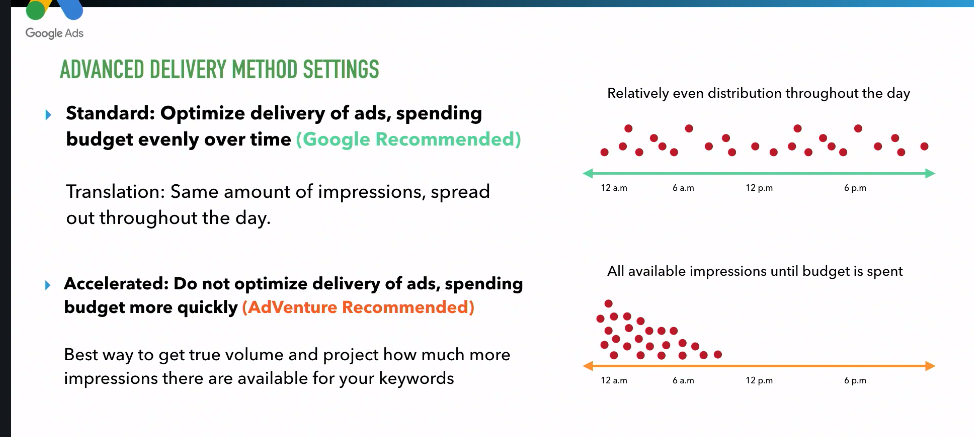 Google Ads
ADVANCED DELIVERY METHOD SETTINGS
Standard: Optimize delivery of ads, spending
budget evenly over time (Google Recommended)
Translation: Same amount of impressions, spread
out throughout the day.
Accelerated: Do not optimize delivery of ads, spending
budget more quickly (AdVenture Recommended)
Best way to get true volume and project how much more
impressions there are available for your keywords
Relatively even distribution throughout the day
12 a.m 6 a.m 12 p.m 6 p.m
All available impressions until budget is spent
12 a.m 6 a.m 12 p.m 6 p.m